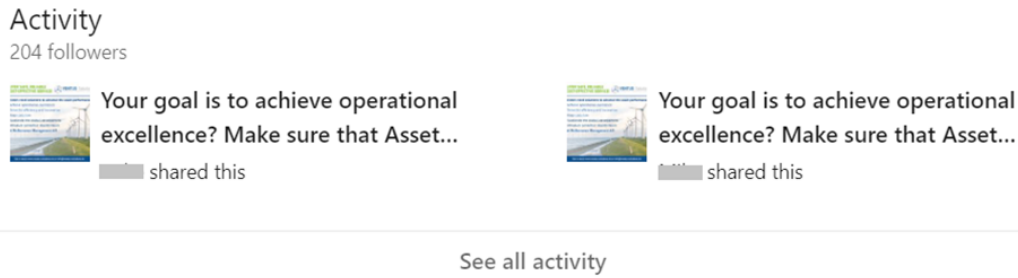 Activity
204 followers
Your goal is to achieve operational
excellence? Make sure that Asset...
shared this
Your goal is to achieve operational
excellence? Make sure that Asset...
shared this
See all activity